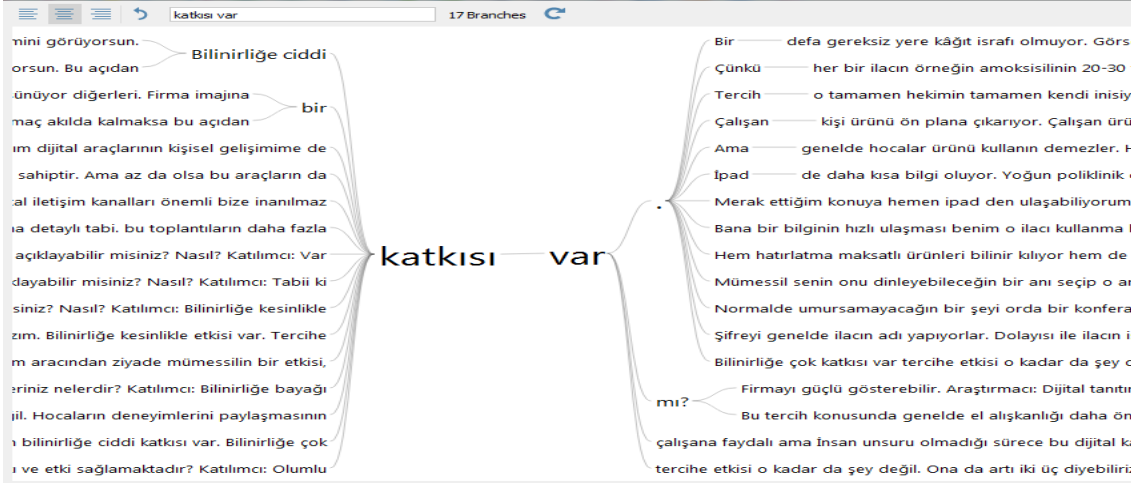 katkısı var
17 Branches
mini görüyorsun.
orsun. Bu açıdan
Bilinirliğe ciddi
ünüyor diğerleri. Firma imajına
maç akılda kalmaksa bu açıdan
bir
ım dijital araçlarının kişisel gelişimime de
sahiptir. Ama az da olsa bu araçların da
al iletişim kanalları önemli bize inanılmaz
a detaylı tabi. bu toplantıların daha fazla
açıklayabilir misiniz? Nasıl? Katılımcı: Var
klayabilir misiniz? Nasıl? Katılımcı: Tabii ki
siniz? Nasıl? Katılımcı: Bilinirliğe kesinlikle
zım. Bilinirliğe kesinlikle etkisi var. Tercihe
m aracından ziyade mümessilin bir etkisi,
eriniz nelerdir? Katılımcı: Bilinirliğe bayağı
ğil. Hocaların deneyimlerini paylaşmasının
bilinirliğe ciddi katkısı var. Bilinirliğe çok
ı ve etki sağlamaktadır? Katılımcı: Olumlu
katkısı var
.
Bir defa gereksiz yere kâğıt israfı olmuyor. Görs
Çünkü her bir ilacın örneğin amoksisilinin 20-30
Tercih o tamamen hekimin tamamen kendi inisiy
Çalışan kişi ürünü ön plana çıkarıyor. Çalışan ürü
Ama genelde hocalar ürünü kullanın demezler. H
İpad de daha kısa bilgi oluyor. Yoğun poliklinik
Merak ettiğim konuya hemen ipad den ulaşabiliyorum
Bana bir bilginin hızlı ulaşması benim o ilacı kullanma
Hem hatırlatma maksatlı ürünleri bilinir kılıyor hem de
Mümessil senin onu dinleyebileceğin bir anı seçip o an
Normalde umursamayacağın bir şeyi orda bir konfera
Şifreyi genelde ilacın adı yapıyorlar. Dolayısı ile ilacın i
Bilinirliğe çok katkısı var tercihe etkisi o kadar da şey
mı?
Firmayı güçlü gösterebilir. Araştırmacı: Dijital tanıtı
Bu tercih konusunda genelde el alışkanlığı daha ön
çalışana faydalı ama İnsan unsuru olmadığı sürece bu dijital ka
tercihe etkisi o kadar da şey değil. Ona da artı iki üç diyebiliriz